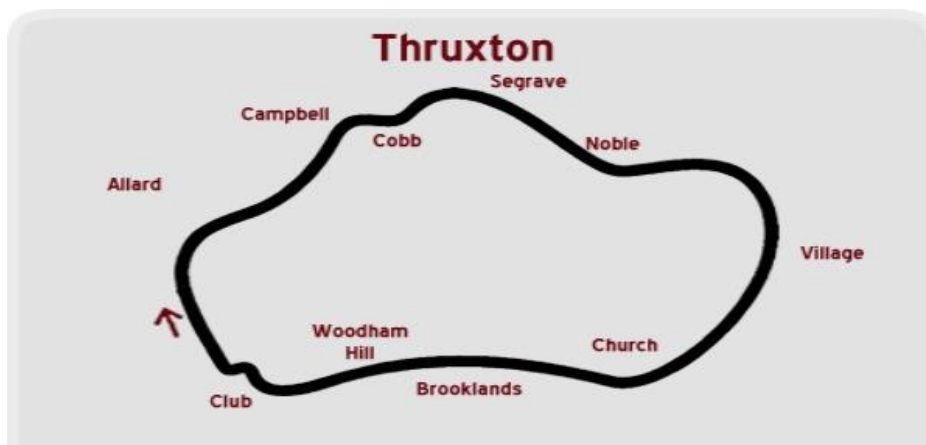 Thruxton
Segrave
Campbell
Cobb
Noble
Allard
Village
Woodham
Hill
Church
Brooklands
Club